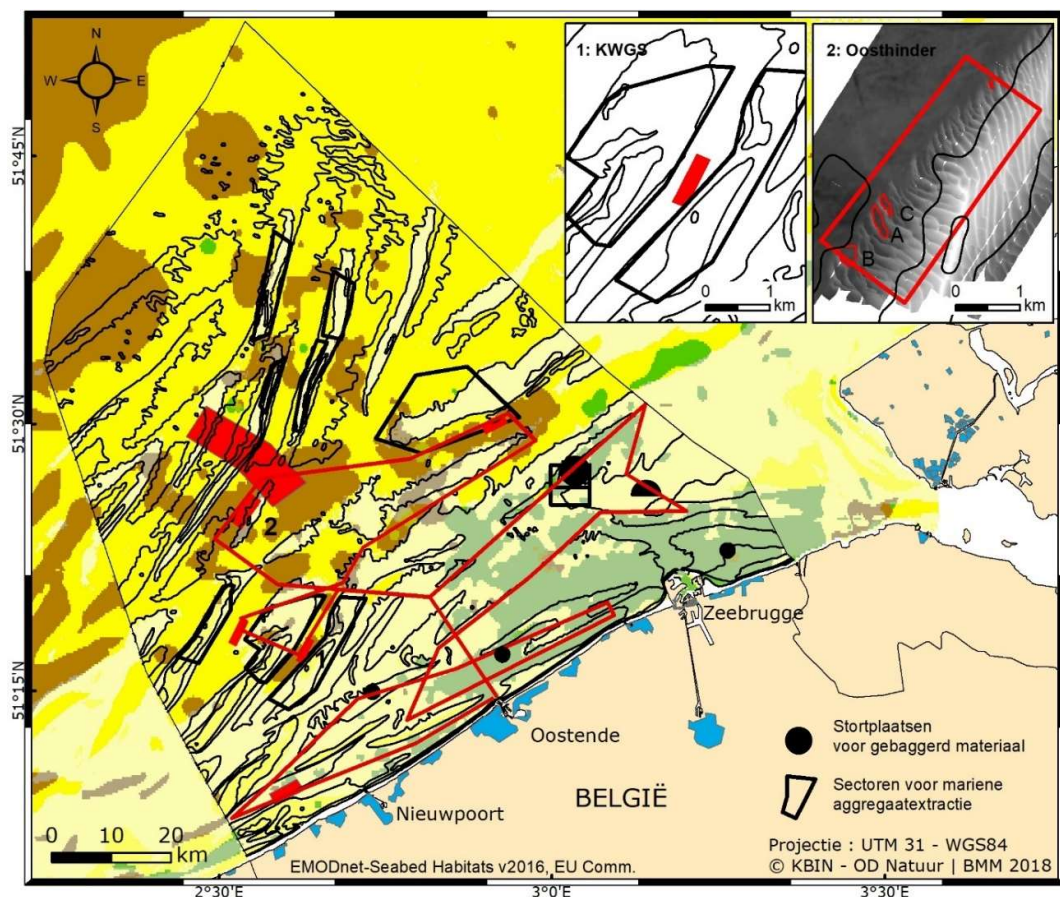 1: KWGS
0
1
km
2: Oosthinder
C
A
B
0
1
km
N
W
E
S
51°45'N
51°30'N
51°15'N
2
Zeebrugge
Oostende
Nieuwpoort
BELGIË
Stortplaatsen
voor gebaggerd materiaal
Sectoren voor mariene
aggregaatextractie
0
10
20
km
Projectie : UTM 31 - WGS84
EMODnet-Seabed Habitats v2016, EU Comm.
© KBIN - OD Natuur | BMM 2018
2°30'E
3°0'E
3°30'E